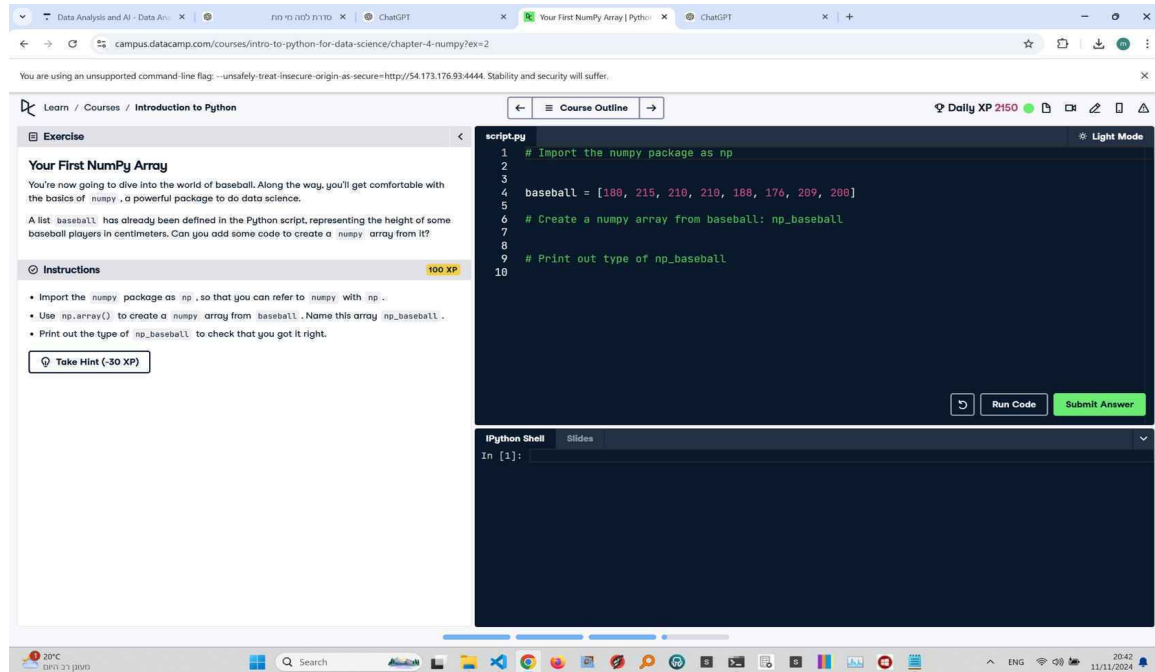 Data Analysis and AI - Data Ana
סדרת למה מי מת
ChatGPT
Your First NumPy Array | Python
ChatGPT
campus.datacamp.com/courses/intro-to-python-for-data-science/chapter-4-numpy?ex=2
m
You are using an unsupported command-line flag: --unsafely-treat-insecure-origin-as-secure=http://54.173.176.93:4444. Stability and security will suffer.
Learn / Courses / Introduction to Python
Course Outline
Daily XP 2150
Exercise
Your First NumPy Array
You're now going to dive into the world of baseball. Along the way, you'll get comfortable with
the basics of numpy , a powerful package to do data science.
A list baseball has already been defined in the Python script, representing the height of some
baseball players in centimeters. Can you add some code to create a numpy array from it?
Instructions
100 XP
• Import the numpy package as np , so that you can refer to numpy with np .
• Use np.array() to create a numpy array from baseball . Name this array np_baseball .
• Print out the type of np_baseball to check that you got it right.
Take Hint (-30 XP)
script.py
Light Mode
1 # Import the numpy package as np
2
3
4 baseball = [180, 215, 210, 210, 188, 176, 209, 200]
5
6 # Create a numpy array from baseball: np_baseball
7
8
9 # Print out type of np_baseball
10
Run Code
Submit Answer
IPython Shell
Slides
In [1]:
1
20°C
מעונן רב היום
Search
ENG
20:42
11/11/2024